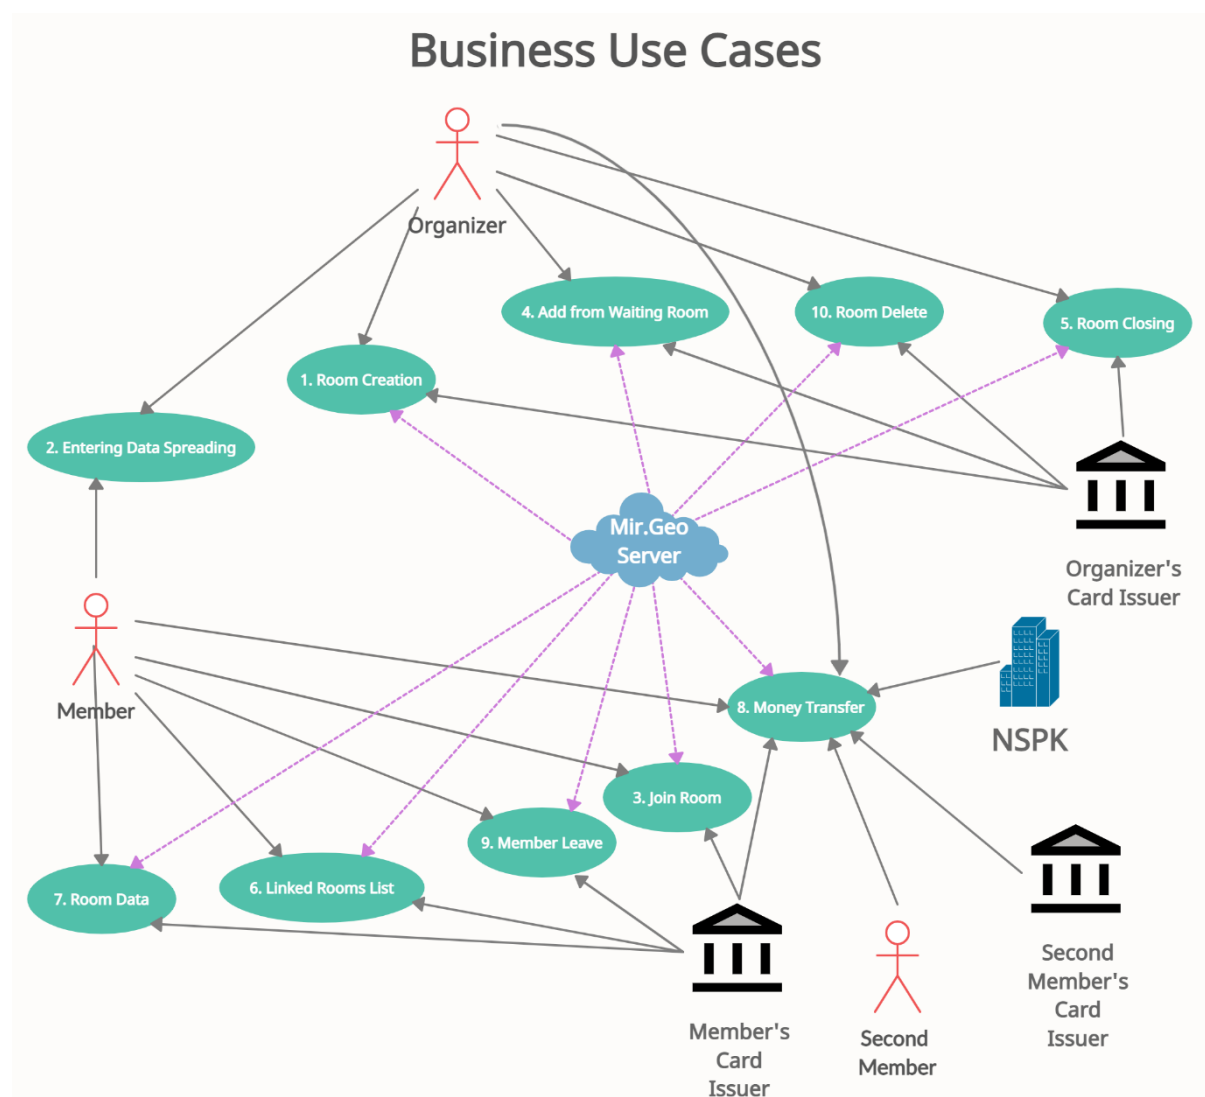 Business Use Cases
Organizer
4. Add from Waiting Room
10. Room Delete
5. Room Closing
1. Room Creation
2. Entering Data Spreading
Mir.Geo
Server
Organizer's
Card Issuer
Member
8. Money Transfer
NSPK
3. Join Room
9. Member Leave
6. Linked Rooms List
7. Room Data
Member's
Card
Issuer
Second
Member
Second
Member's
Card
Issuer